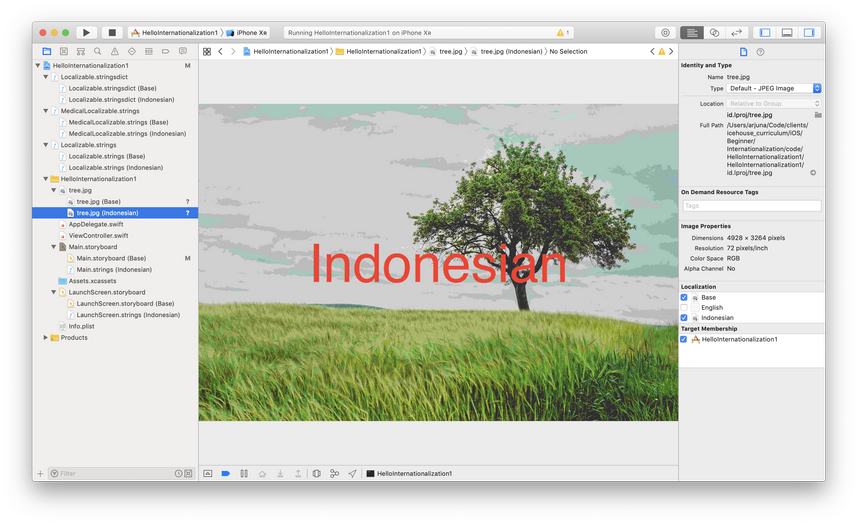 HelloInternationalization1 〉 iPhone XR
Running HelloInternationalization1 on iPhone XR
1
HelloInternationalization1 〉 HelloInternationalization1 〉 tree.jpg 〉 tree.jpg (Indonesian) 〉 No Selection
HelloInternationalization1 M
Localizable.stringsdict
Localizable.stringsdict (Base)
Localizable.stringsdict (Indonesian)
MedicalLocalizable.strings
MedicalLocalizable.strings (Base)
MedicalLocalizable.strings (Indonesian)
Localizable.strings
Localizable.strings (Base)
Localizable.strings (Indonesian)
HelloInternationalization1
tree.jpg
tree.jpg (Base) ?
tree.jpg (Indonesian) ?
AppDelegate.swift
ViewController.swift
Main.storyboard
Main.storyboard (Base) M
Main.strings (Indonesian)
Assets.xcassets
LaunchScreen.storyboard
LaunchScreen.storyboard (Base)
LaunchScreen.strings (Indonesian)
Info.plist
Products
Filter
Indonesian
HelloInternationalization1
Identity and Type
Name tree.jpg
Type Default - JPEG Image
Location Relative to Group
id.lproj/tree.jpg
Full Path /Users/arjuna/Code/clients/
icehouse_curriculum/iOS/
Beginner/
Internationalization/code/
HelloInternationalization1/
HelloInternationalization1/
id.lproj/tree.jpg
On Demand Resource Tags
Tags
Image Properties
Dimensions 4928 × 3264 pixels
Resolution 72 pixels/inch
Color Space RGB
Alpha Channel No
Localization
Base
English
Indonesian
Target Membership
HelloInternationalization1